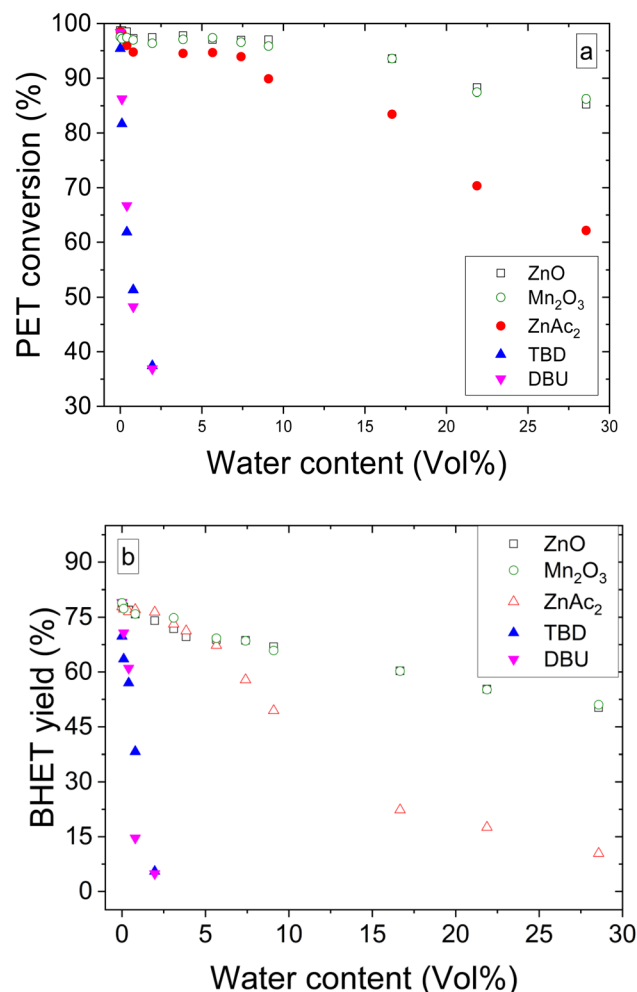 a
100
90
80
70
60
50
40
30
PET conversion (%)
ZnO
Mn₂O₃
ZnAc₂
TBD
DBU
0 5 10 15 20 25 30
Water content (Vol%)
b
90
75
60
45
30
15
0
BHET yield (%)
ZnO
Mn₂O₃
ZnAc₂
TBD
DBU
0 5 10 15 20 25 30
Water content (Vol%)